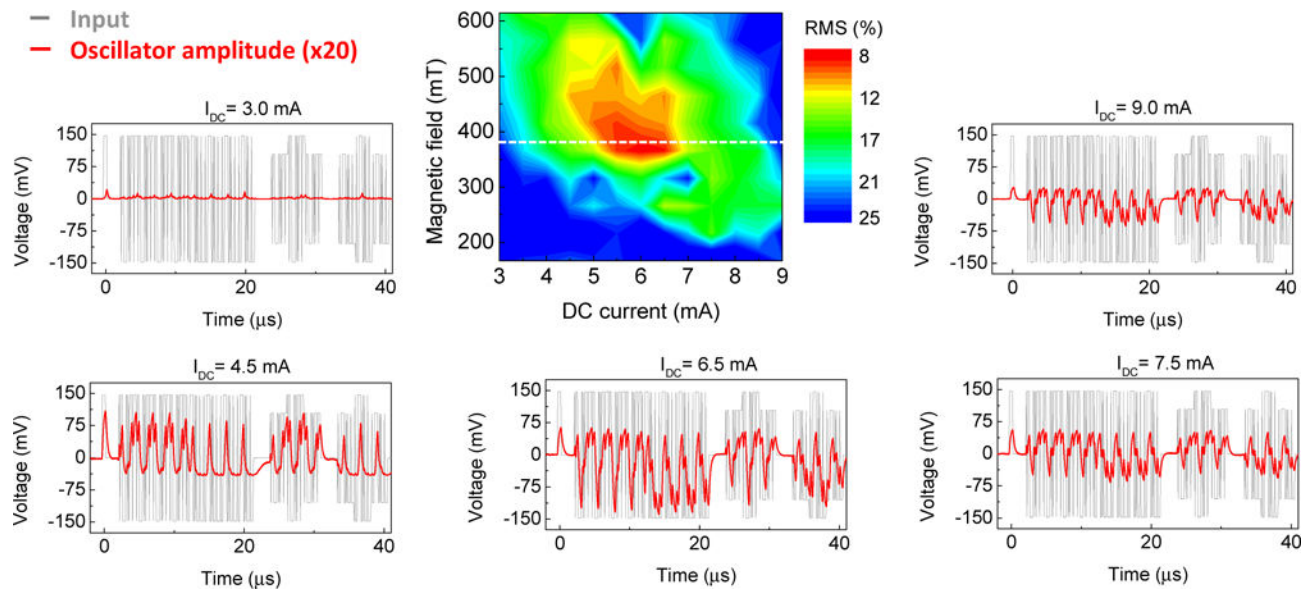 Input
Oscillator amplitude (x20)
I_DC= 3.0 mA
Voltage (mV)
150
75
0
-75
-150
0
20
40
Time (μs)
Magnetic field (mT)
600
500
400
300
200
3 4 5 6 7 8 9
DC current (mA)
RMS (%)
8
12
17
21
25
I_DC= 9.0 mA
Voltage (mV)
150
75
0
-75
-150
0
20
40
Time (μs)
I_DC= 4.5 mA
Voltage (mV)
150
75
0
-75
-150
0
20
40
Time (μs)
I_DC= 6.5 mA
Voltage (mV)
150
75
0
-75
-150
0
20
40
Time (μs)
I_DC= 7.5 mA
Voltage (mV)
150
75
0
-75
-150
0
20
40
Time (μs)